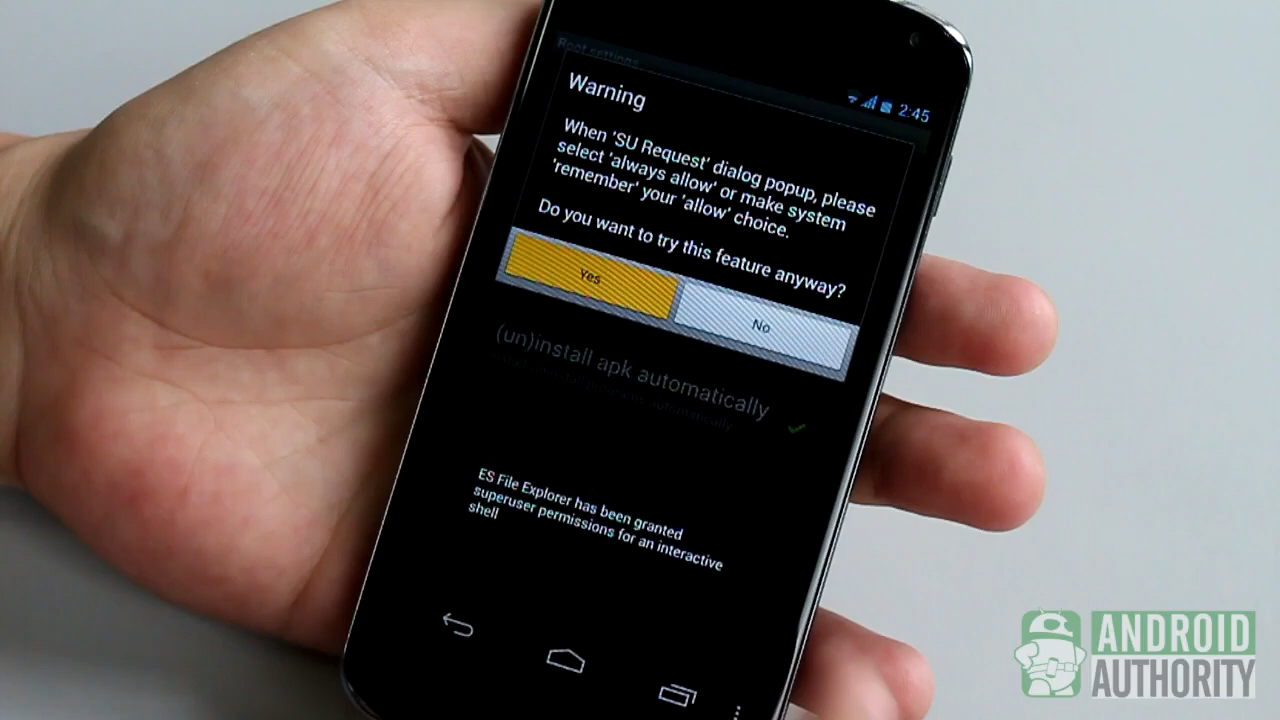 Root settings
2:45
Warning
When 'SU Request' dialog popup, please
select 'always allow' or make system
'remember' your 'allow' choice.
Do you want to try this feature anyway?
Yes
No
(un)install apk automatically
ES File Explorer has been granted
superuser permissions for an interactive
shell
ANDROID
AUTHORITY